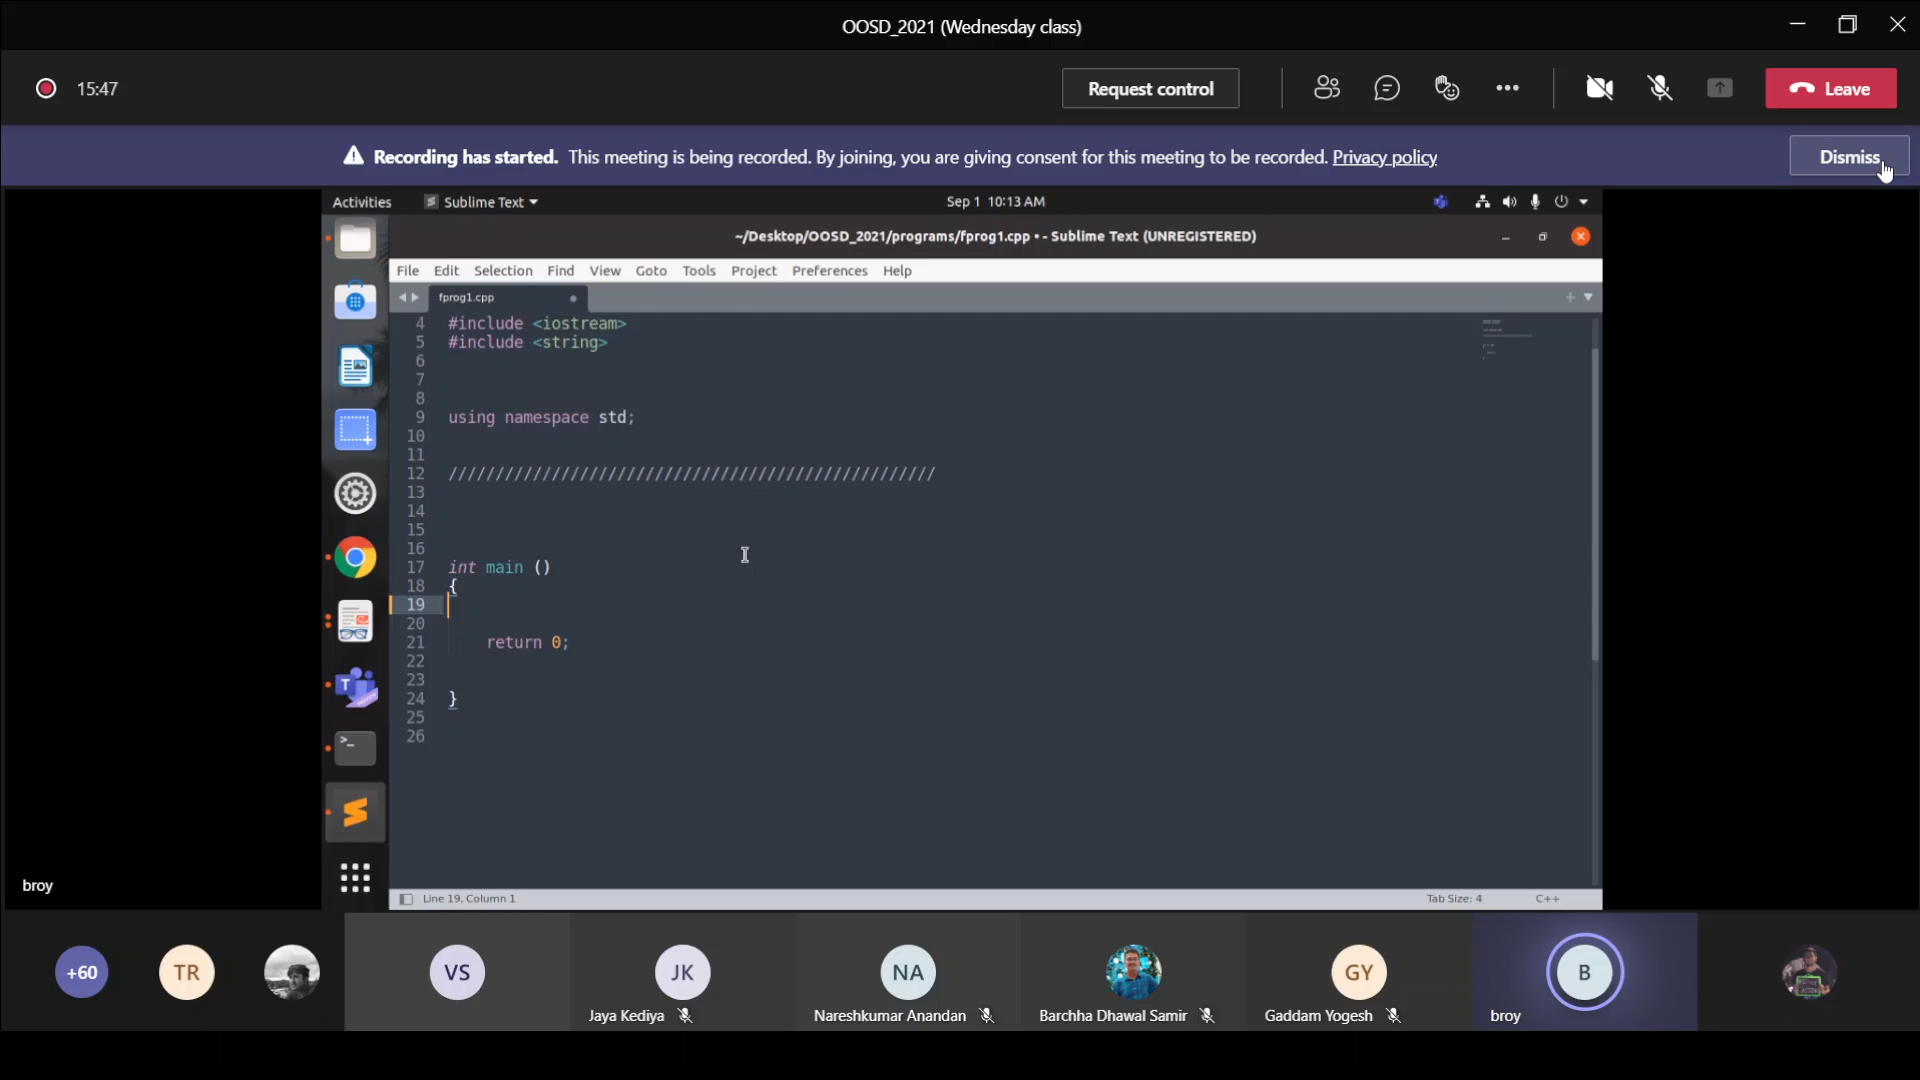 OOSD_2021 (Wednesday class)
15:47
Request control
Leave
Recording has started. This meeting is being recorded. By joining, you are giving consent for this meeting to be recorded. Privacy policy
Dismiss
Activities
Sublime Text
Sep 1 10:13 AM
~/Desktop/OOSD_2021/programs/fprog1.cpp • - Sublime Text (UNREGISTERED)
File Edit Selection Find View Goto Tools Project Preferences Help
fprog1.cpp
4 #include <iostream>
5 #include <string>
6
7
8
9 using namespace std;
10
11
12 ////////////////////////////////////////////////////
13
14
15
16
17 int main ()
18 {
19
20
21 return 0;
22
23
24 }
25
26
broy
Line 19, Column 1
Tab Size: 4
C++
+60
TR
VS
JK
NA
GY
B
Jaya Kediya
Nareshkumar Anandan
Barchha Dhawal Samir
Gaddam Yogesh
broy